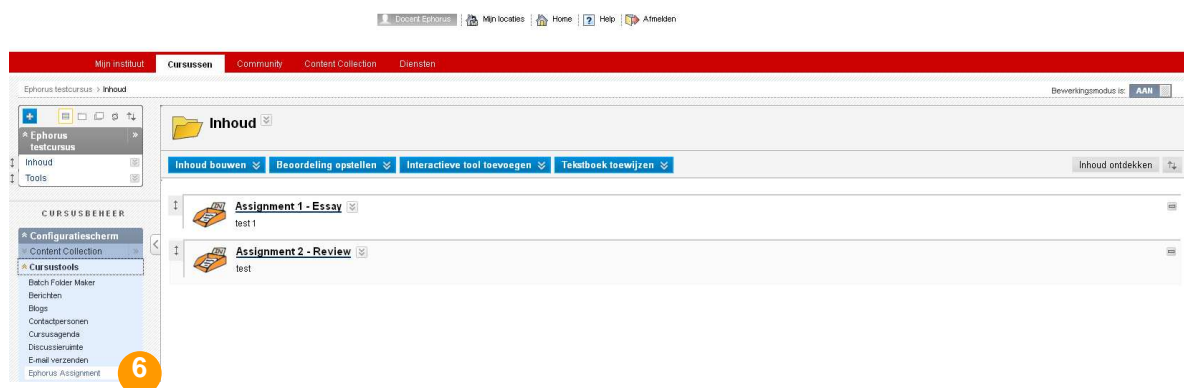 Docent Ephorus Mijn locaties Home Help Afmelden
Mijn instituut Cursussen Community Content Collection Diensten
Ephorus testcursus > Inhoud
Bewerkingsmodus is: AAN
Ephorus testcursus
Inhoud
Tools
CURSUSBEHEER
Configuratiescherm
Content Collection
Cursustools
Batch Folder Maker
Berichten
Blogs
Contactpersonen
Cursusagenda
Discussieruimte
E-mail verzenden
Ephorus Assignment
6
Inhoud
Inhoud bouwen Beoordeling opstellen Interactieve tool toevoegen Tekstboek toewijzen Inhoud ontdekken
Assignment 1 - Essay
test 1
Assignment 2 - Review
test